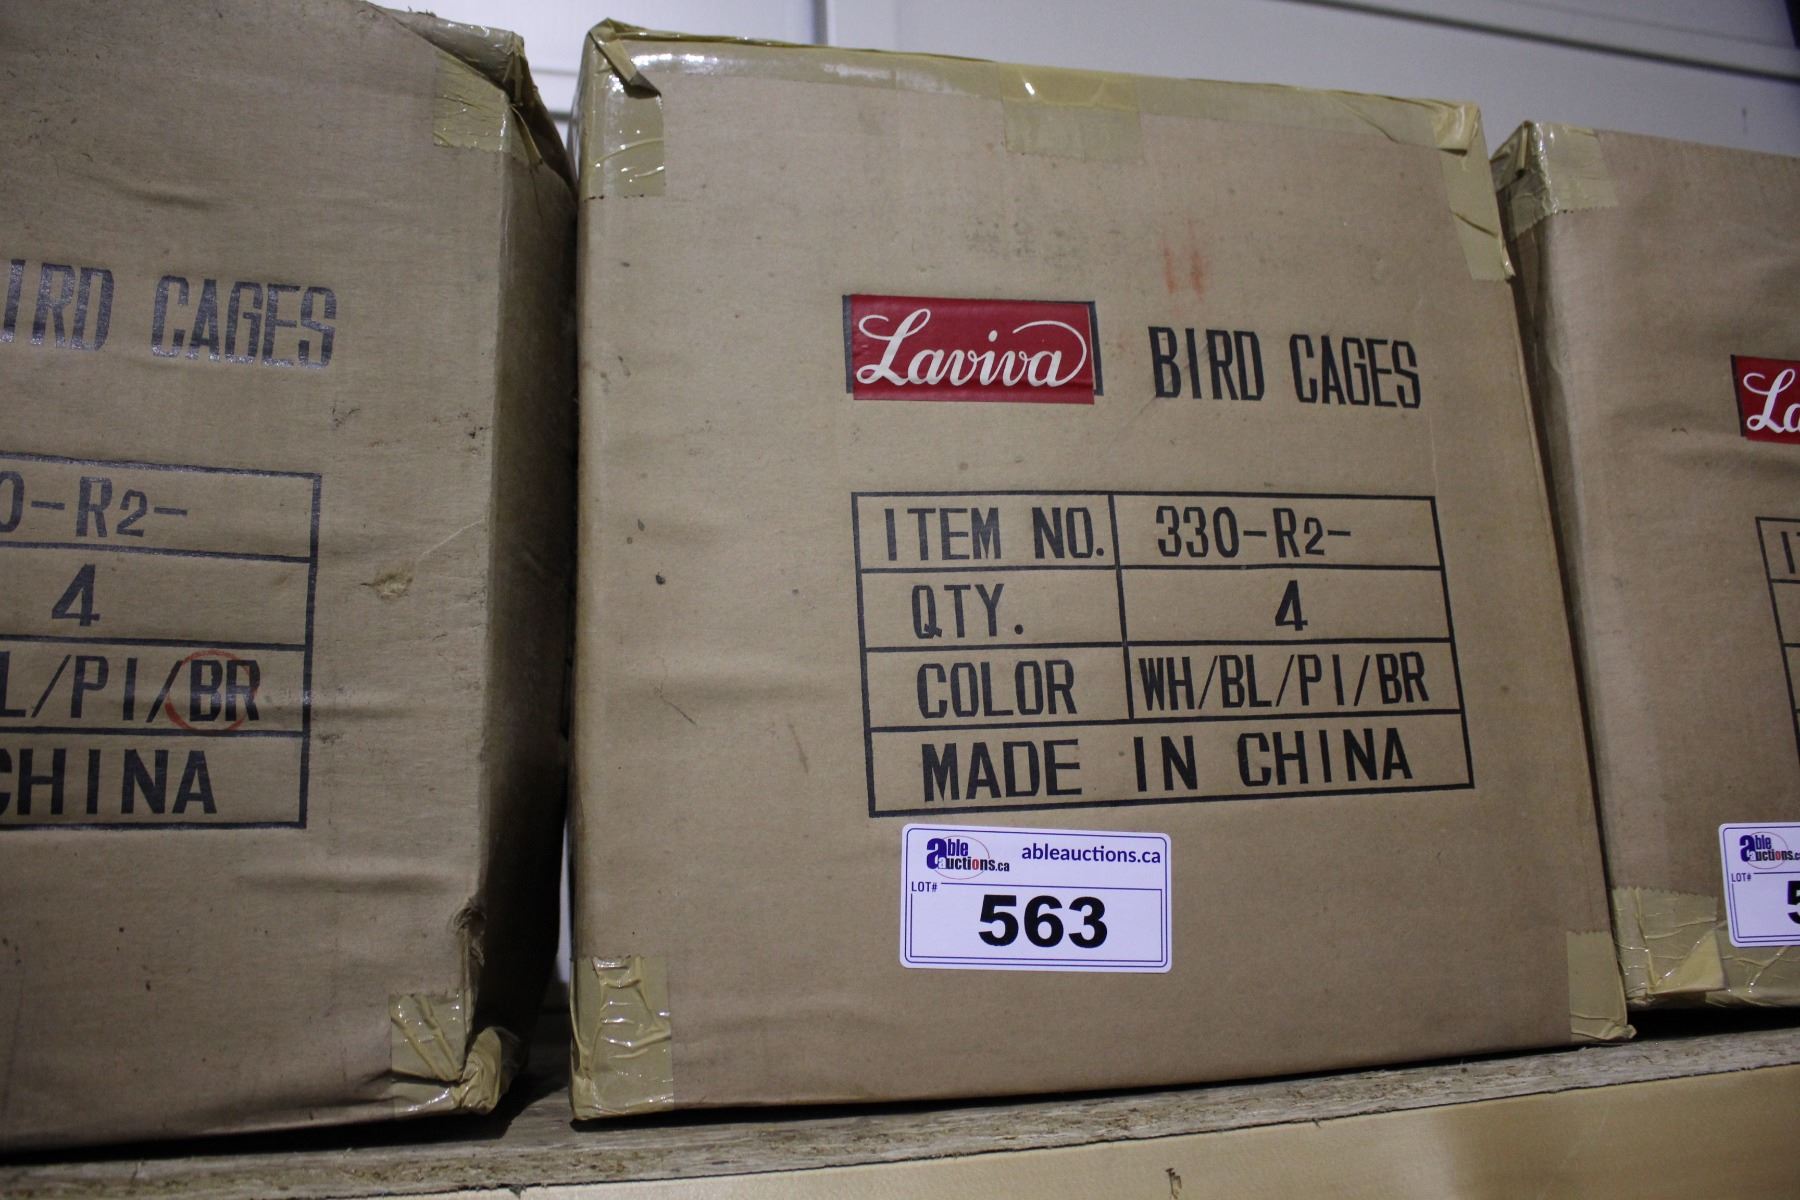 IRD CAGES
0-R2-
4
L/PI/BR
CHINA
Laviva BIRD CAGES
ITEM NO. 330-R2-
QTY. 4
COLOR WH/BL/PI/BR
MADE IN CHINA
able auctions.ca ableauctions.ca
LOT#
563
La
able auctions.c
LOT#
5